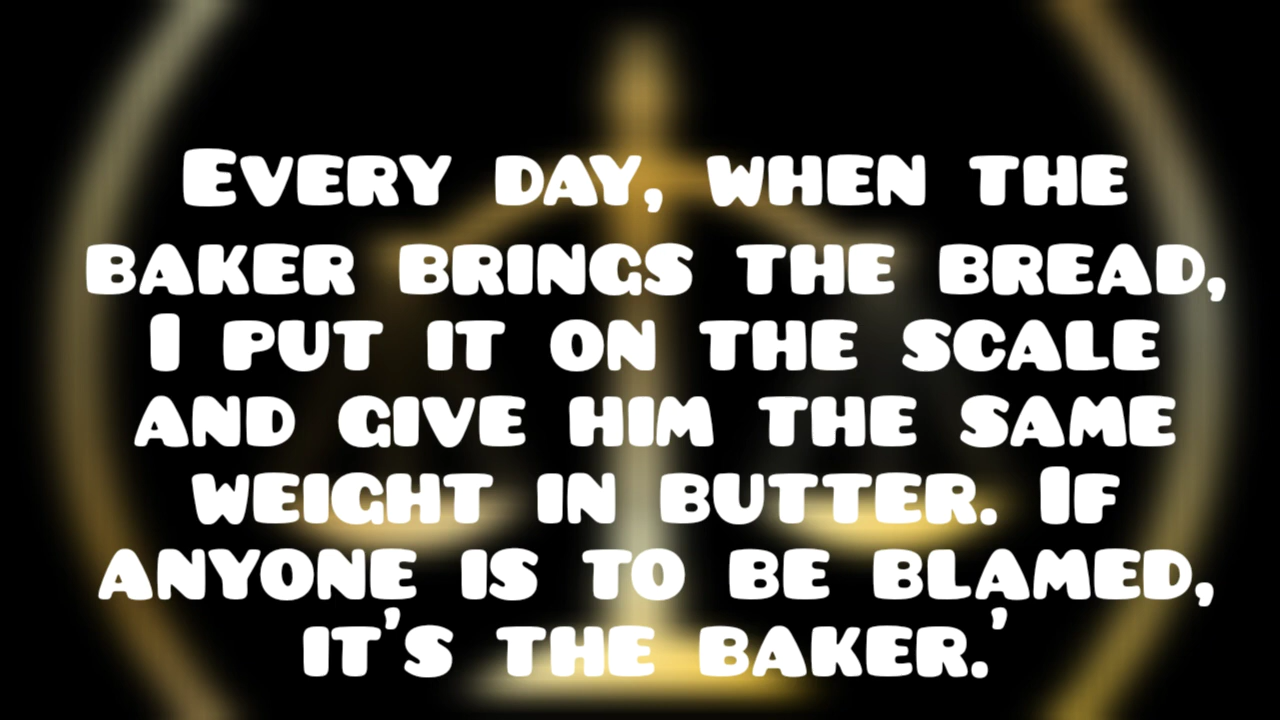 Every day, when the
baker brings the bread,
I put it on the scale
and give him the same
weight in butter. If
anyone is to be blamed,
it's the baker.'